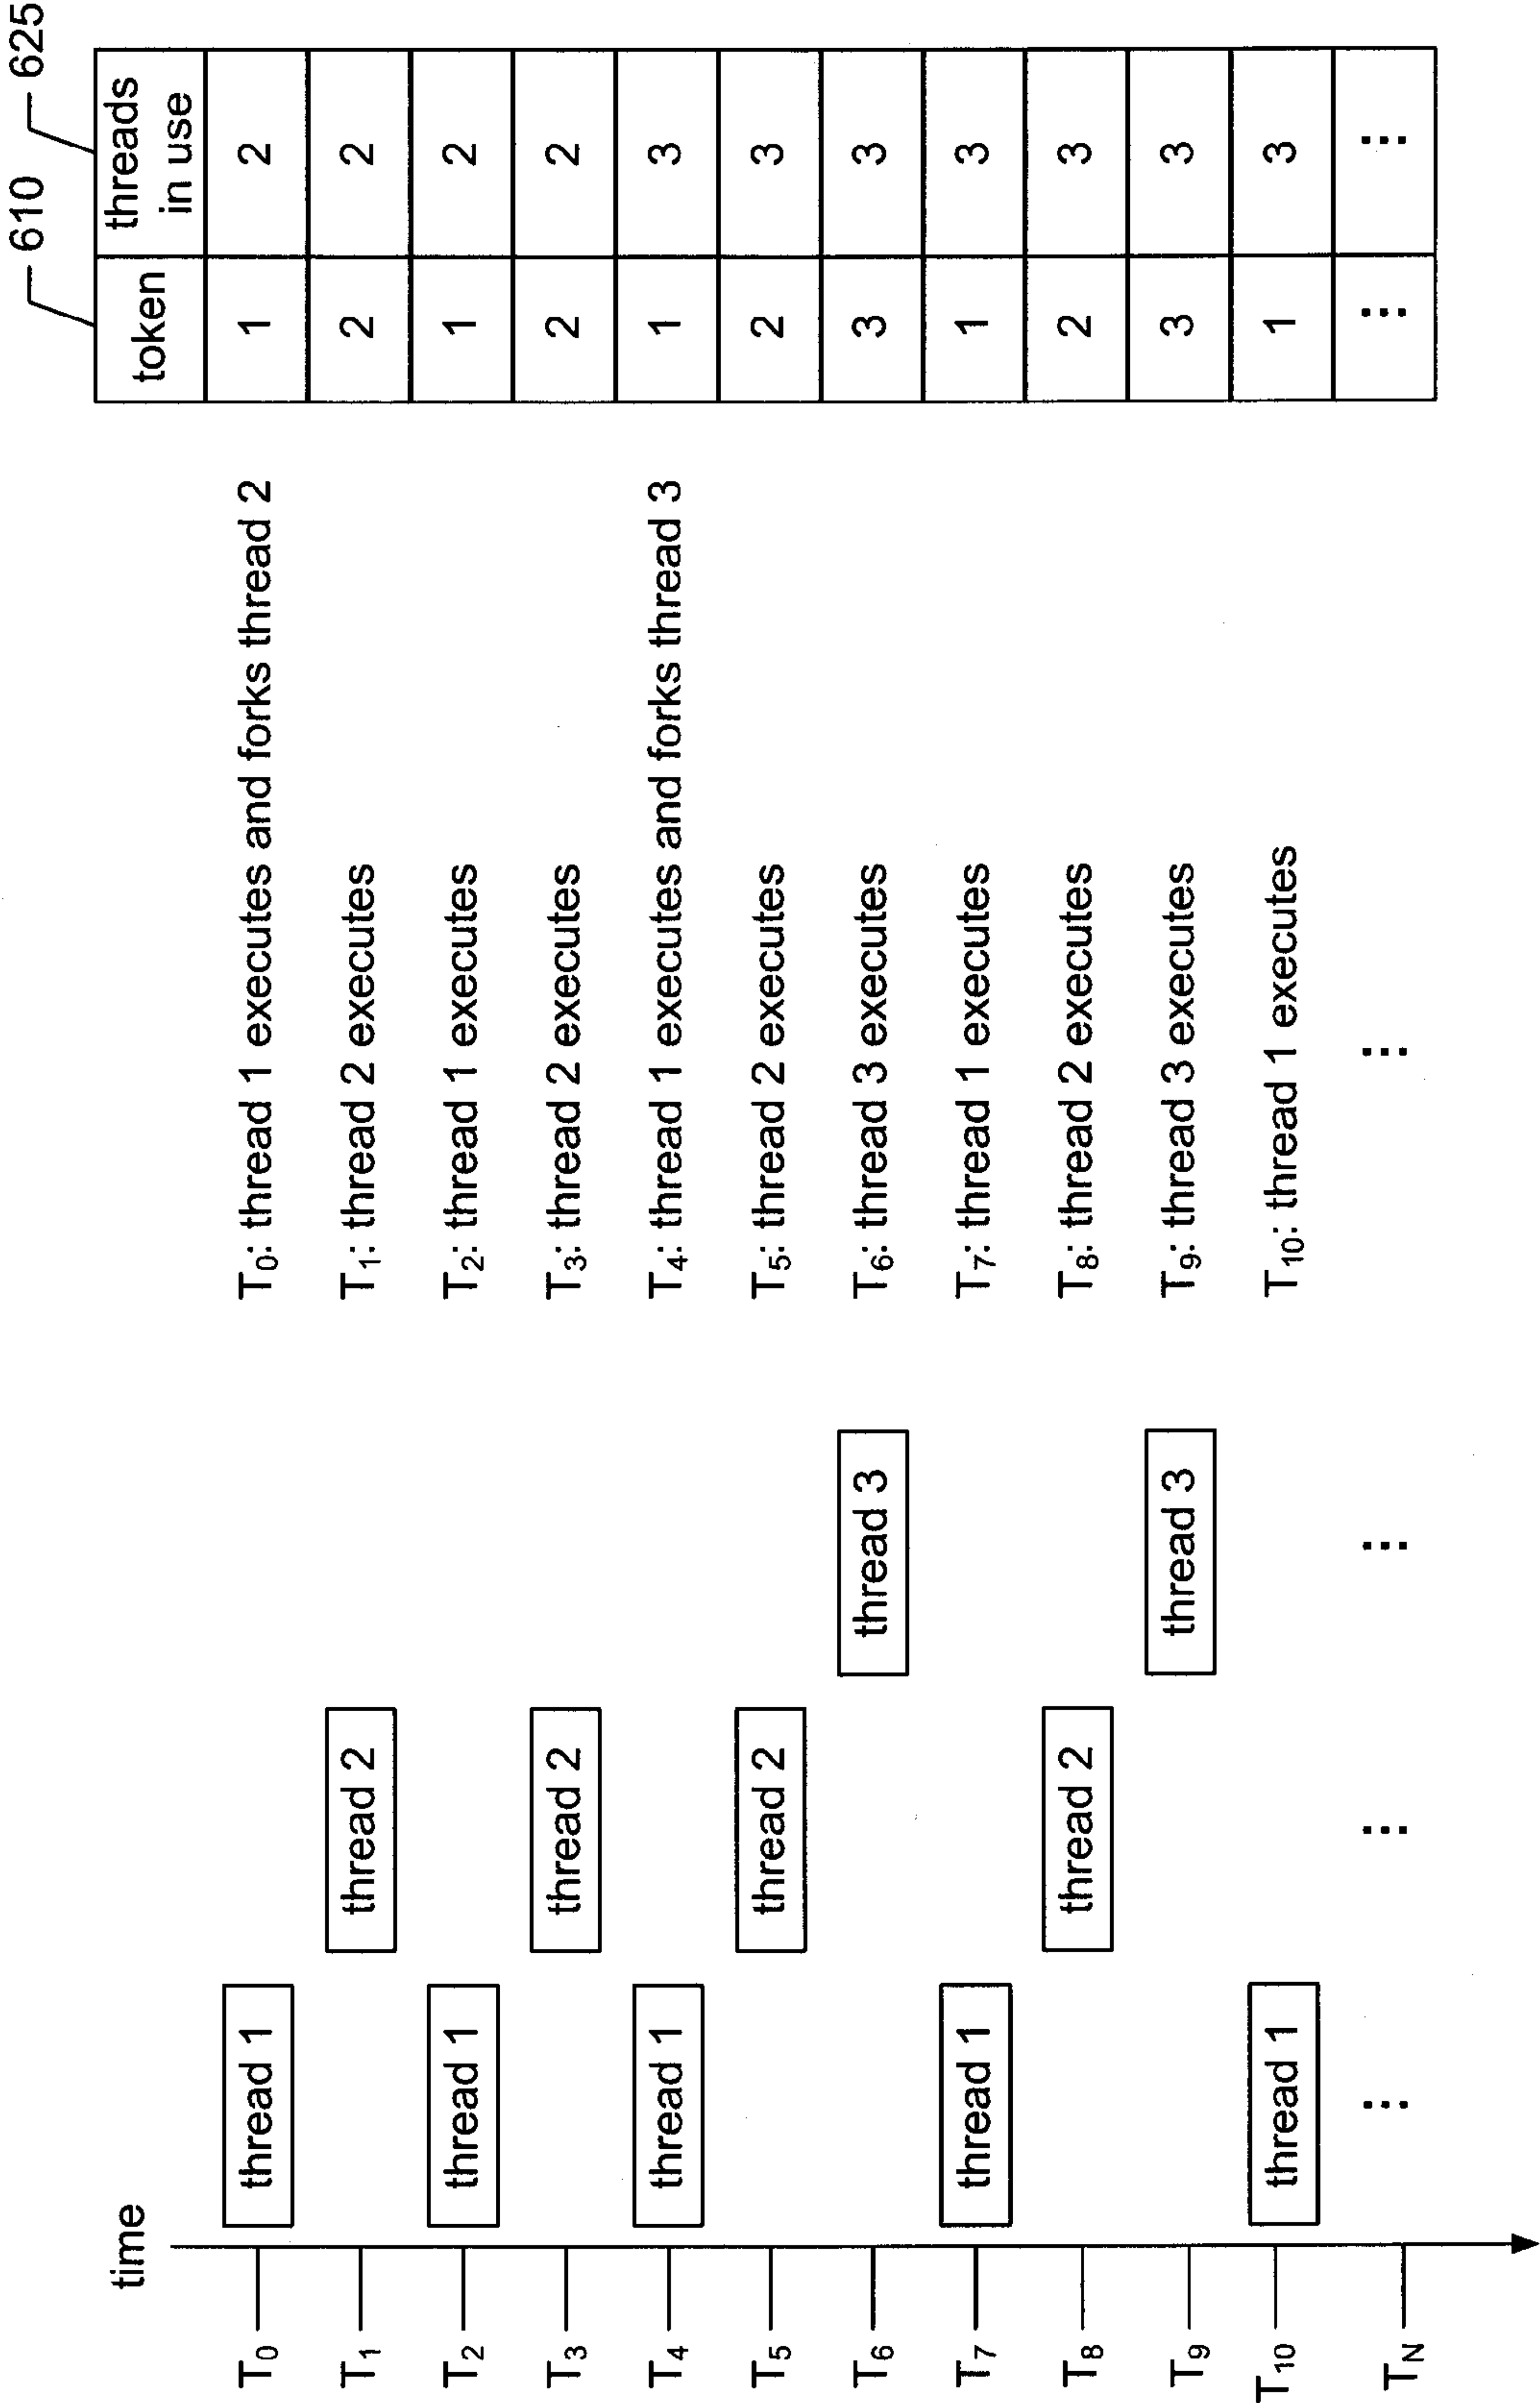 610 625
time token threads in use
T0 thread 1 T0: thread 1 executes and forks thread 2 1 2
T1 thread 2 T1: thread 2 executes 2 2
T2 thread 1 T2: thread 1 executes 1 2
T3 thread 2 T3: thread 2 executes 2 2
T4 thread 1 T4: thread 1 executes and forks thread 3 1 3
T5 thread 2 T5: thread 2 executes 2 3
T6 thread 3 T6: thread 3 executes 3 3
T7 thread 1 T7: thread 1 executes 1 3
T8 thread 2 T8: thread 2 executes 2 3
T9 thread 3 T9: thread 3 executes 3 3
T10 thread 1 T10: thread 1 executes 1 3
TN ... ... ... ... ... ...